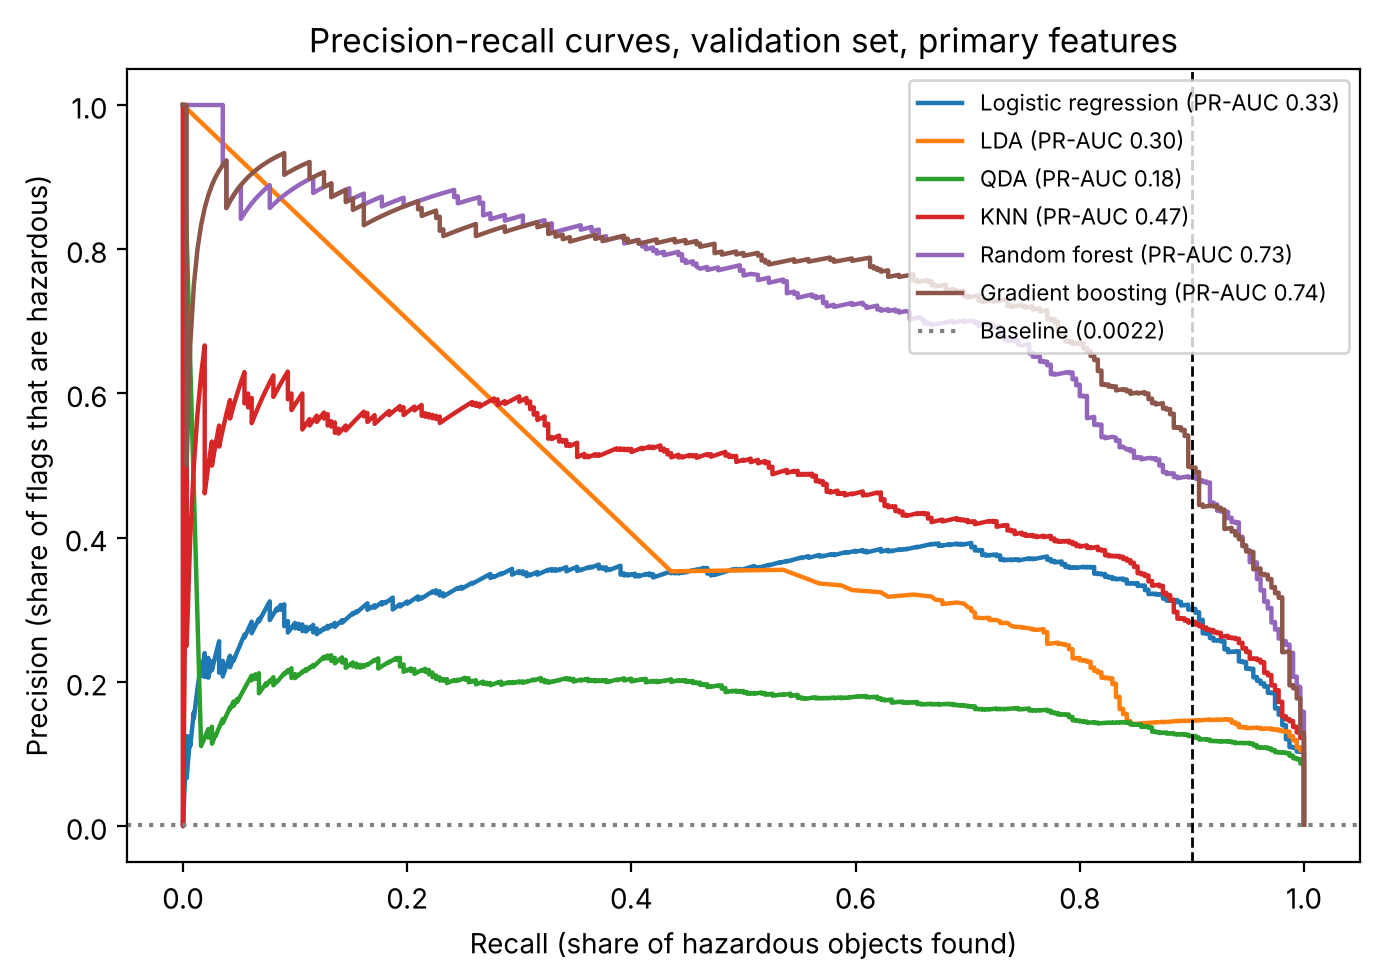 Precision-recall curves, validation set, primary features
Precision (share of flags that are hazardous)
1.0
0.8
0.6
0.4
0.2
0.0
Logistic regression (PR-AUC 0.33)
LDA (PR-AUC 0.30)
QDA (PR-AUC 0.18)
KNN (PR-AUC 0.47)
Random forest (PR-AUC 0.73)
Gradient boosting (PR-AUC 0.74)
Baseline (0.0022)
0.0 0.2 0.4 0.6 0.8 1.0
Recall (share of hazardous objects found)